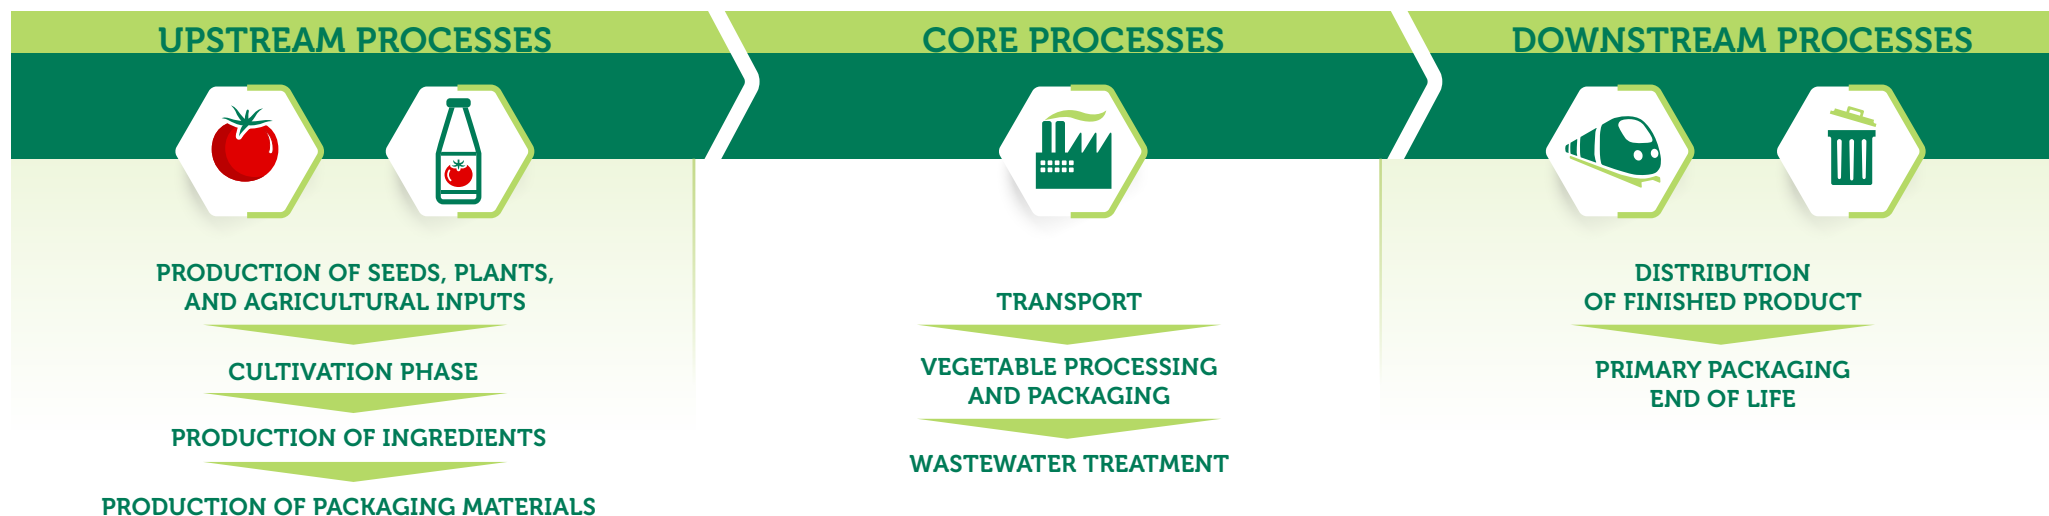 UPSTREAM PROCESSES
PRODUCTION OF SEEDS, PLANTS,
AND AGRICULTURAL INPUTS
CULTIVATION PHASE
PRODUCTION OF INGREDIENTS
PRODUCTION OF PACKAGING MATERIALS
CORE PROCESSES
TRANSPORT
VEGETABLE PROCESSING
AND PACKAGING
WASTEWATER TREATMENT
DOWNSTREAM PROCESSES
DISTRIBUTION
OF FINISHED PRODUCT
PRIMARY PACKAGING
END OF LIFE